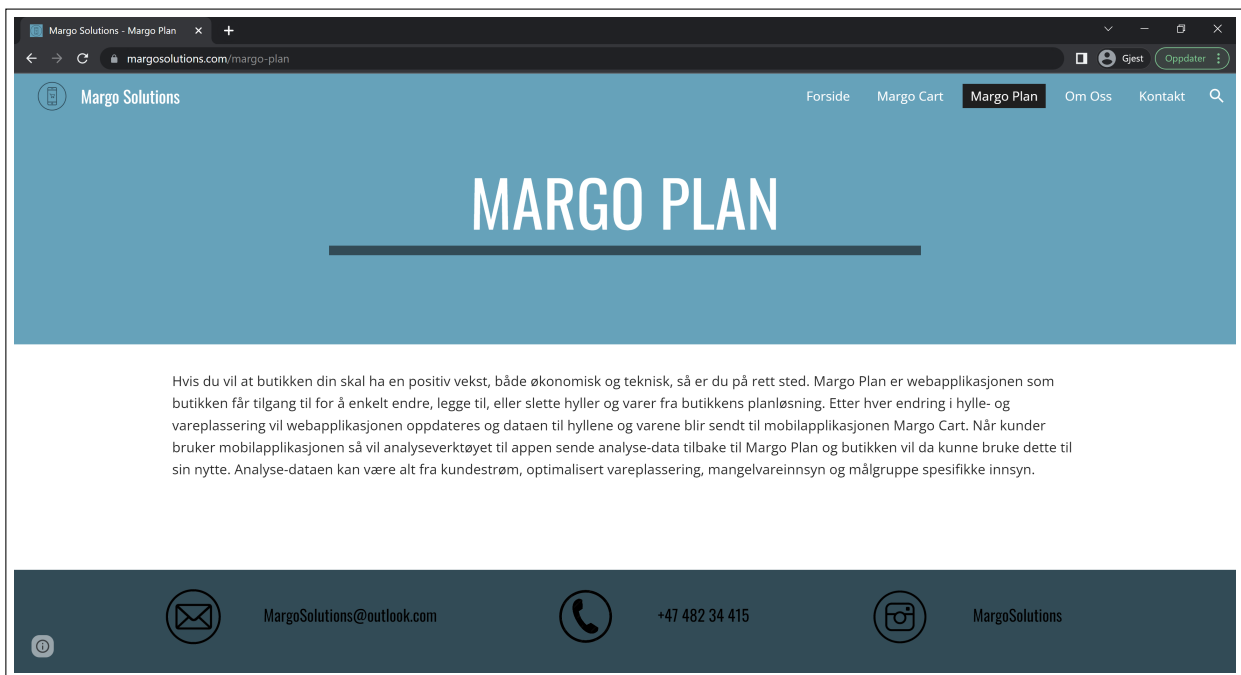 Margo Solutions - Margo Plan
margosolutions.com/margo-plan
Gjest
Oppdater
Margo Solutions
Forside Margo Cart Margo Plan Om Oss Kontakt
MARGO PLAN
Hvis du vil at butikken din skal ha en positiv vekst, både økonomisk og teknisk, så er du på rett sted. Margo Plan er webapplikasjonen som
butikken får tilgang til for å enkelt endre, legge til, eller slette hyller og varer fra butikkens planløsning. Etter hver endring i hylle- og
vareplassering vil webapplikasjonen oppdateres og dataen til hyllene og varene blir sendt til mobilapplikasjonen Margo Cart. Når kunder
bruker mobilapplikasjonen så vil analyseverktøyet til appen sende analyse-data tilbake til Margo Plan og butikken vil da kunne bruke dette til
sin nytte. Analyse-dataen kan være alt fra kundestrøm, optimalisert vareplassering, mangelvareinnsyn og målgruppe spesifikke innsyn.
MargoSolutions@outlook.com
+47 482 34 415
MargoSolutions